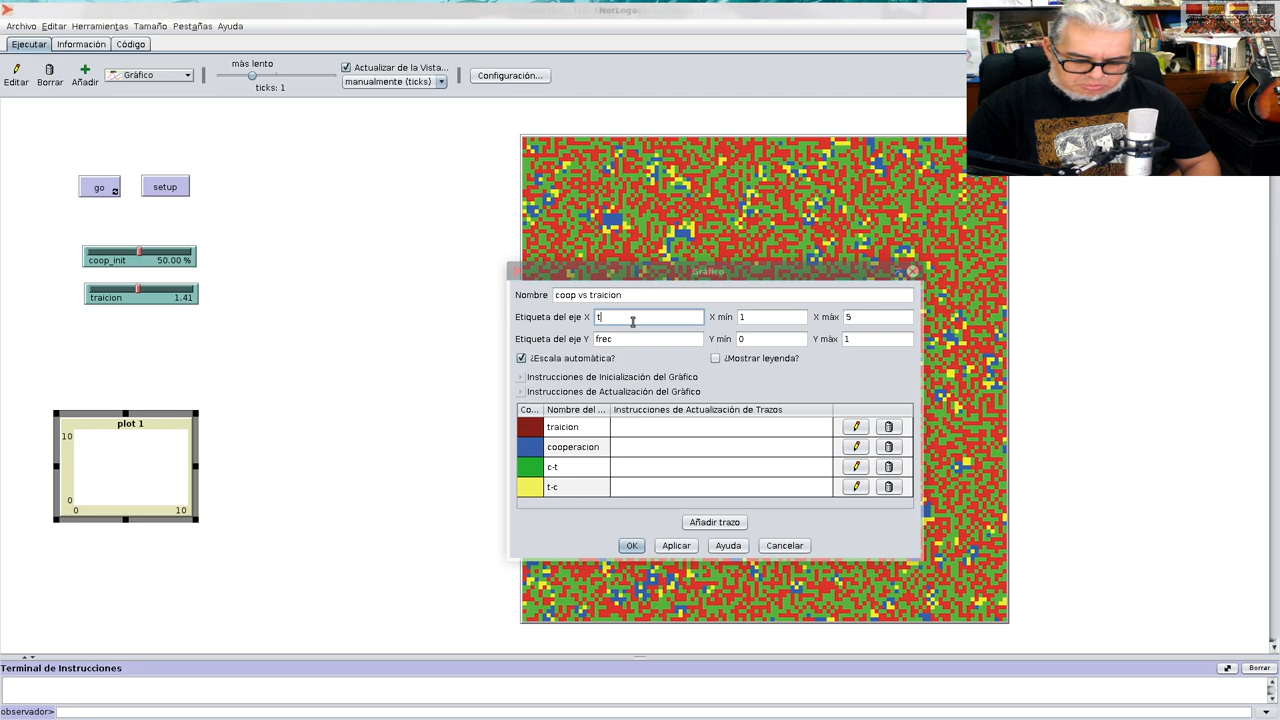 NetLogo
Archivo Editar Herramientas Tamaño Pestañas Ayuda
Ejecutar Información Código
Editar Borrar Añadir
Gráfico
más lento
ticks: 1
Actualizar de la Vista...
manualmente (ticks)
Configuración...
go
setup
coop_init 50.00 %
traicion 1.41
plot 1
10
0
0 10
Gráfico
Nombre coop vs traicion
Etiqueta del eje X t X mín 1 X máx 5
Etiqueta del eje Y frec Y mín 0 Y máx 1
¿Escala automática? ¿Mostrar leyenda?
Instrucciones de Inicialización del Gráfico
Instrucciones de Actualización del Gráfico
Co... Nombre del ... Instrucciones de Actualización de Trazos
traicion
cooperacion
c-t
t-c
Añadir trazo
OK Aplicar Ayuda Cancelar
Terminal de Instrucciones
Borrar
observador>